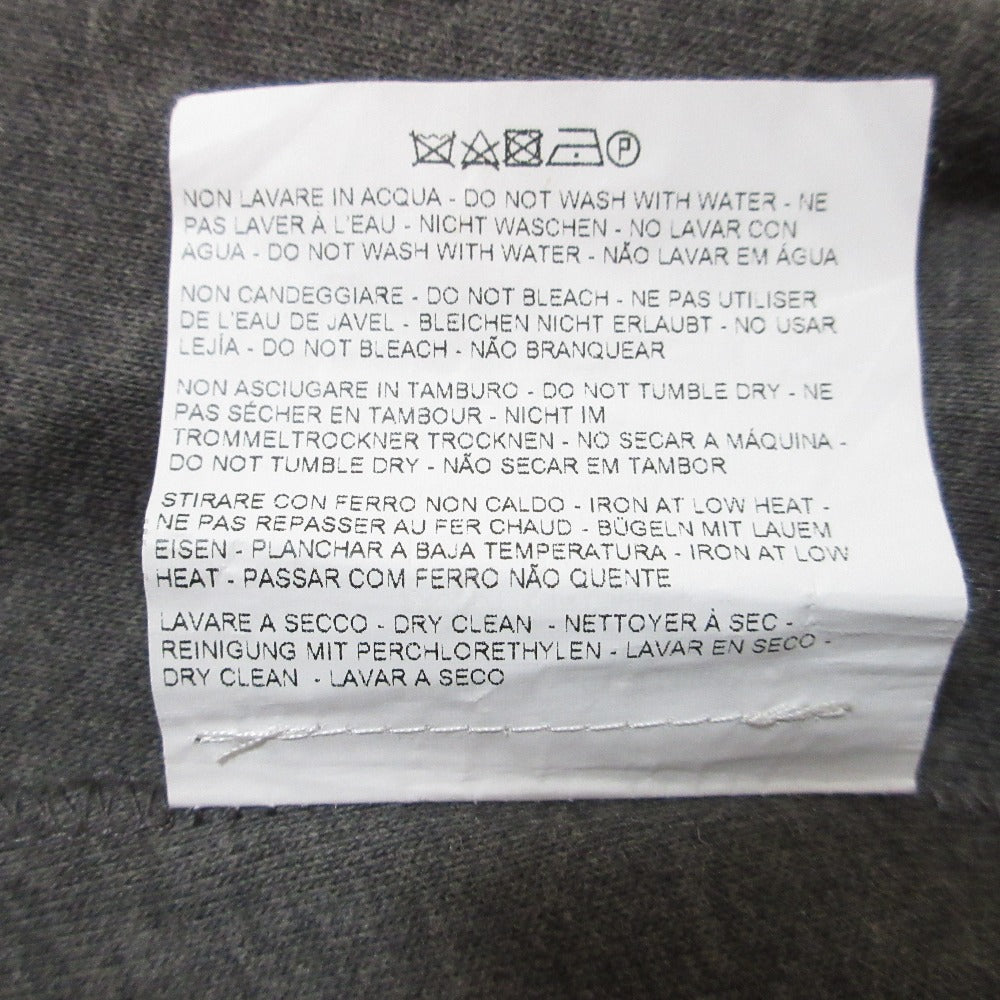 P
NON LAVARE IN ACQUA - DO NOT WASH WITH WATER - NE
PAS LAVER À L'EAU - NICHT WASCHEN - NO LAVAR CON
AGUA - DO NOT WASH WITH WATER - NÃO LAVAR EM ÁGUA
NON CANDEGGIARE - DO NOT BLEACH - NE PAS UTILISER
DE L'EAU DE JAVEL - BLEICHEN NICHT ERLAUBT - NO USAR
LEJÍA - DO NOT BLEACH - NÃO BRANQUEAR
NON ASCIUGARE IN TAMBURO - DO NOT TUMBLE DRY - NE
PAS SÉCHER EN TAMBOUR - NICHT IM
TROMMELTROCKNER TROCKNEN - NO SECAR A MÁQUINA -
DO NOT TUMBLE DRY - NÃO SECAR EM TAMBOR
STIRARE CON FERRO NON CALDO - IRON AT LOW HEAT -
NE PAS REPASSER AU FER CHAUD - BÜGELN MIT LAUEM
EISEN - PLANCHAR A BAJA TEMPERATURA - IRON AT LOW
HEAT - PASSAR COM FERRO NÃO QUENTE
LAVARE A SECCO - DRY CLEAN - NETTOYER À SEC -
REINIGUNG MIT PERCHLORETHYLEN - LAVAR EN SECO -
DRY CLEAN - LAVAR A SECO